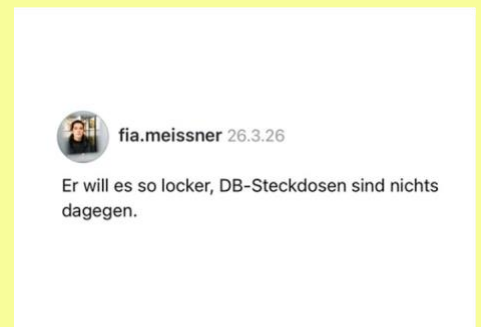 fia.meissner 26.3.26
Er will es so locker, DB-Steckdosen sind nichts
dagegen.